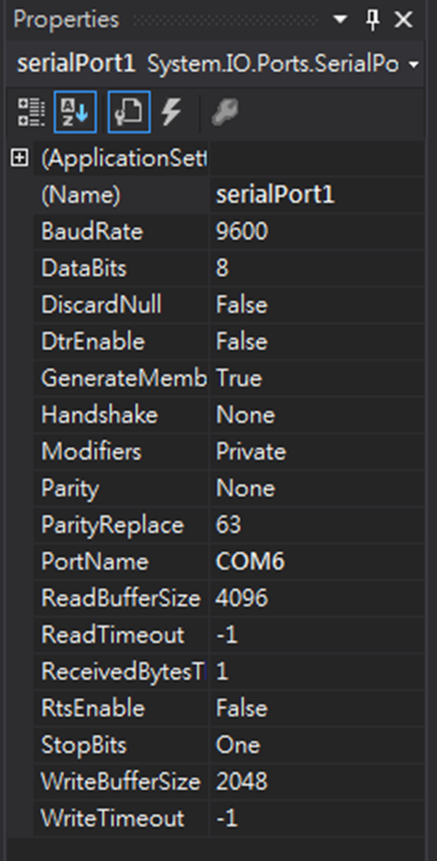 Properties
serialPort1 System.IO.Ports.SerialPo
(ApplicationSett
(Name) serialPort1
BaudRate 9600
DataBits 8
DiscardNull False
DtrEnable False
GenerateMemb True
Handshake None
Modifiers Private
Parity None
ParityReplace 63
PortName COM6
ReadBufferSize 4096
ReadTimeout -1
ReceivedBytesT 1
RtsEnable False
StopBits One
WriteBufferSize 2048
WriteTimeout -1